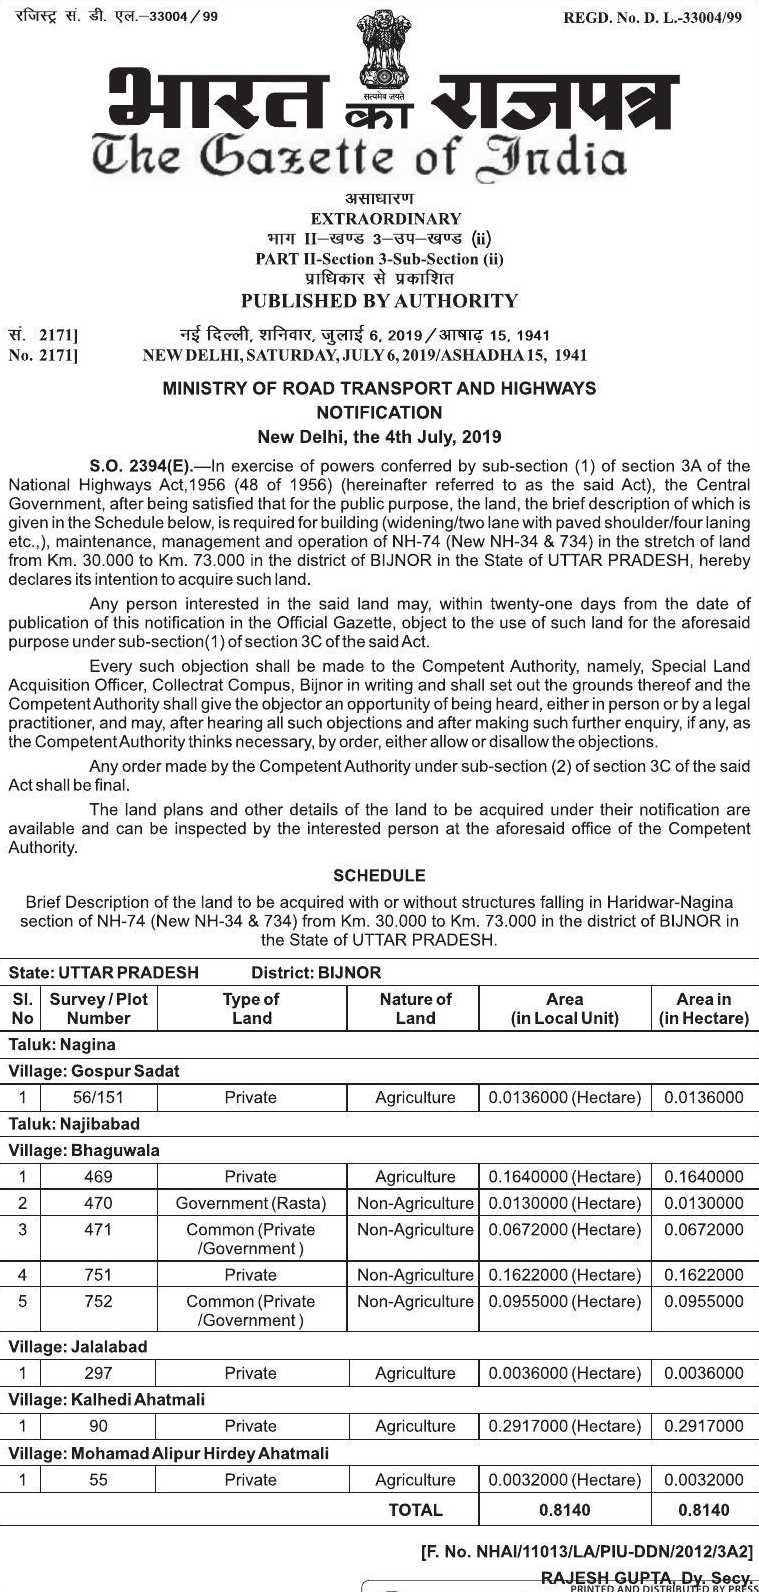 रजिस्ट्र सं. डी. एल.–33004/99
REGD. No. D. L.-33004/99
सत्यमेव जयते
भारत का राजपत्र
The Gazette of India
असाधारण
EXTRAORDINARY
भाग II—खण्ड 3—उप-खण्ड (ii)
PART II-Section 3-Sub-Section (ii)
प्राधिकार से प्रकाशित
PUBLISHED BY AUTHORITY
सं. 2171] नई दिल्ली, शनिवार, जुलाई 6, 2019/आषाढ़ 15, 1941
No. 2171] NEW DELHI, SATURDAY, JULY 6, 2019/ASHADHA 15, 1941
MINISTRY OF ROAD TRANSPORT AND HIGHWAYS
NOTIFICATION
New Delhi, the 4th July, 2019
S.O. 2394(E).—In exercise of powers conferred by sub-section (1) of section 3A of the
National Highways Act,1956 (48 of 1956) (hereinafter referred to as the said Act), the Central
Government, after being satisfied that for the public purpose, the land, the brief description of which is
given in the Schedule below, is required for building (widening/two lane with paved shoulder/four laning
etc.,), maintenance, management and operation of NH-74 (New NH-34 & 734) in the stretch of land
from Km. 30.000 to Km. 73.000 in the district of BIJNOR in the State of UTTAR PRADESH, hereby
declares its intention to acquire such land.
Any person interested in the said land may, within twenty-one days from the date of
publication of this notification in the Official Gazette, object to the use of such land for the aforesaid
purpose under sub-section(1) of section 3C of the said Act.
Every such objection shall be made to the Competent Authority, namely, Special Land
Acquisition Officer, Collectrat Compus, Bijnor in writing and shall set out the grounds thereof and the
Competent Authority shall give the objector an opportunity of being heard, either in person or by a legal
practitioner, and may, after hearing all such objections and after making such further enquiry, if any, as
the Competent Authority thinks necessary, by order, either allow or disallow the objections.
Any order made by the Competent Authority under sub-section (2) of section 3C of the said
Act shall be final.
The land plans and other details of the land to be acquired under their notification are
available and can be inspected by the interested person at the aforesaid office of the Competent
Authority.
SCHEDULE
Brief Description of the land to be acquired with or without structures falling in Haridwar-Nagina
section of NH-74 (New NH-34 & 734) from Km. 30.000 to Km. 73.000 in the district of BIJNOR in
the State of UTTAR PRADESH.
State: UTTAR PRADESH District: BIJNOR
Sl. Survey / Plot Type of Nature of Area Area in
No Number Land Land (in Local Unit) (in Hectare)
Taluk: Nagina
Village: Gospur Sadat
1 56/151 Private Agriculture 0.0136000 (Hectare) 0.0136000
Taluk: Najibabad
Village: Bhaguwala
1 469 Private Agriculture 0.1640000 (Hectare) 0.1640000
2 470 Government (Rasta) Non-Agriculture 0.0130000 (Hectare) 0.0130000
3 471 Common (Private Non-Agriculture 0.0672000 (Hectare) 0.0672000
/Government )
4 751 Private Non-Agriculture 0.1622000 (Hectare) 0.1622000
5 752 Common (Private Non-Agriculture 0.0955000 (Hectare) 0.0955000
/Government )
Village: Jalalabad
1 297 Private Agriculture 0.0036000 (Hectare) 0.0036000
Village: Kalhedi Ahatmali
1 90 Private Agriculture 0.2917000 (Hectare) 0.2917000
Village: Mohamad Alipur Hirdey Ahatmali
1 55 Private Agriculture 0.0032000 (Hectare) 0.0032000
TOTAL 0.8140 0.8140
[F. No. NHAI/11013/LA/PIU-DDN/2012/3A2]
RAJESH GUPTA, Dy. Secy.
PRINTED AND DISTRIBUTED BY PRESS